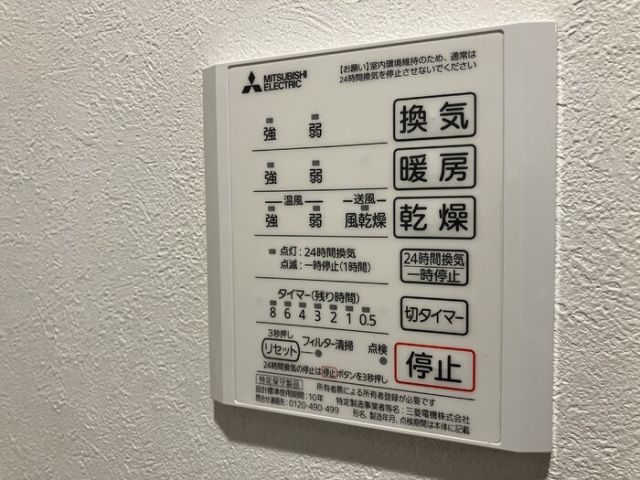 MITSUBISHI
ELECTRIC
【お願い】室内環境維持のため、通常は
24時間換気を停止させないでください
強 弱 換気
強 弱 暖房
温風 送風
強 弱 風乾燥 乾燥
点灯:24時間換気
点滅:一時停止(1時間)
24時間換気
一時停止
タイマー(残り時間)
8 6 4 3 2 1 0.5
切タイマー
3秒押し
リセット フィルター清掃 点検
停止
24時間換気の停止は停止ボタンを3秒押し
特定保守製品 所有者票による所有者登録が必要です
設計標準使用期間:10年 特定製造事業者等名:三菱電機株式会社
問合せ連絡先:0120-490-499 形名、製造年月、点検期間は本体に記載